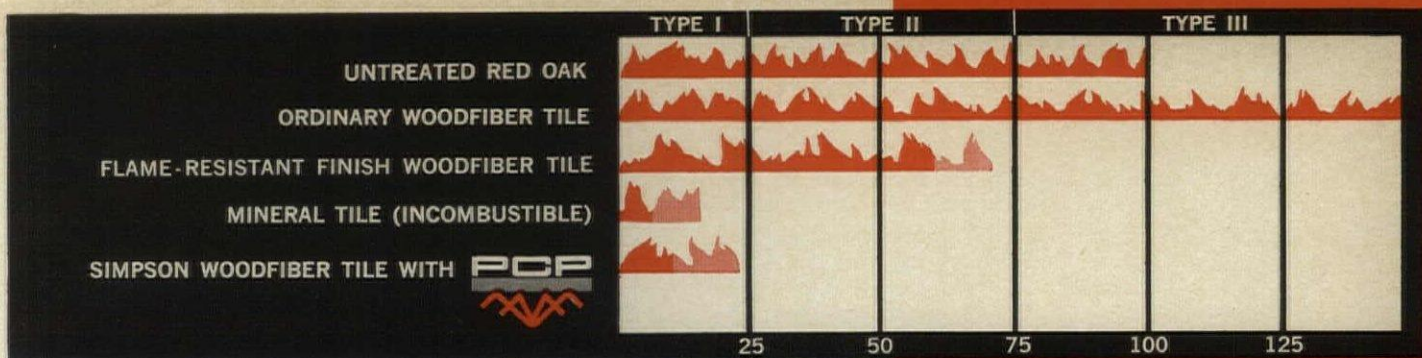 TYPE I TYPE II TYPE III
UNTREATED RED OAK
ORDINARY WOODFIBER TILE
FLAME-RESISTANT FINISH WOODFIBER TILE
MINERAL TILE (INCOMBUSTIBLE)
SIMPSON WOODFIBER TILE WITH PCP
25 50 75 100 125